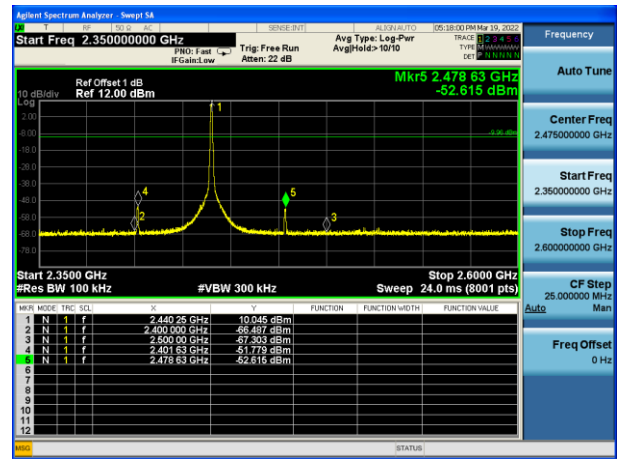 Agilent Spectrum Analyzer - Swept SA
T RF 50 Ω AC SENSE:INT ALIGNAUTO 05:18:00 PM Mar 19, 2022
Start Freq 2.350000000 GHz
PNO: Fast
IFGain:Low
Trig: Free Run
Atten: 22 dB
Avg Type: Log-Pwr
Avg|Hold:>10/10
TRACE 1 2 3 4 5 6
TYPE M
DET P N N N N N
Frequency
Auto Tune
Center Freq
2.475000000 GHz
Start Freq
2.350000000 GHz
Stop Freq
2.600000000 GHz
CF Step
25.000000 MHz
Auto Man
Freq Offset
0 Hz
Ref Offset 1 dB
Ref 12.00 dBm
Mkr5 2.478 63 GHz
-52.615 dBm
10 dB/div
Log
2.00
-8.00
-18.0
-28.0
-38.0
-48.0
-58.0
-68.0
-78.0
1
2
3
4
5
-9.96 dBm
Start 2.3500 GHz
Stop 2.6000 GHz
#Res BW 100 kHz #VBW 300 kHz Sweep 24.0 ms (8001 pts)
MKR MODE TRC SCL X Y FUNCTION FUNCTION WIDTH FUNCTION VALUE
1 N 1 f 2.440 25 GHz 10.045 dBm
2 N 1 f 2.400 000 GHz -66.487 dBm
3 N 1 f 2.500 00 GHz -67.303 dBm
4 N 1 f 2.401 63 GHz -51.779 dBm
5 N 1 f 2.478 63 GHz -52.615 dBm
6
7
8
9
10
11
12
MSG STATUS